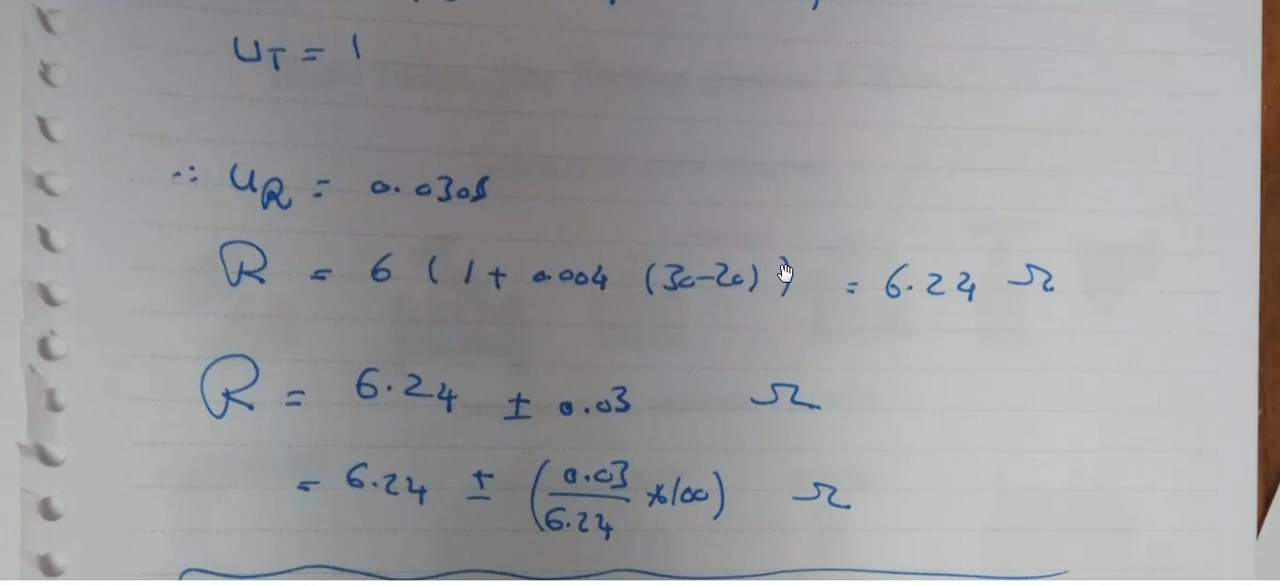 U_T = 1
∴ U_R = 0.0305
R = 6 ( 1 + 0.004 (30-20) ) = 6.24 Ω
R = 6.24 ± 0.03 Ω
= 6.24 ± (0.03/6.24 * 100) Ω